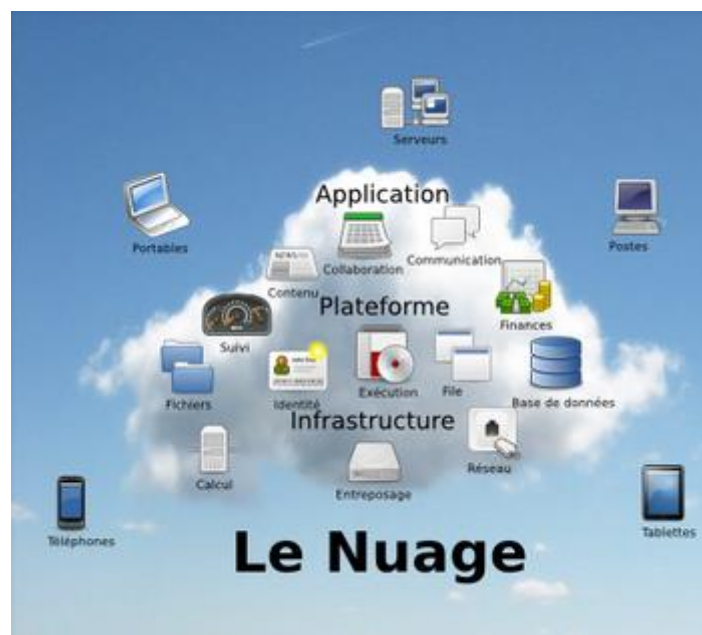 Serveurs
Portables
Postes
Application
Collaboration
Communication
NEWS
Contenu
Plateforme
Finances
Suivi
Fichiers
Identité
Exécution
File
Base de données
Infrastructure
Calcul
Entreposage
Réseau
Téléphones
Tablettes
Le Nuage